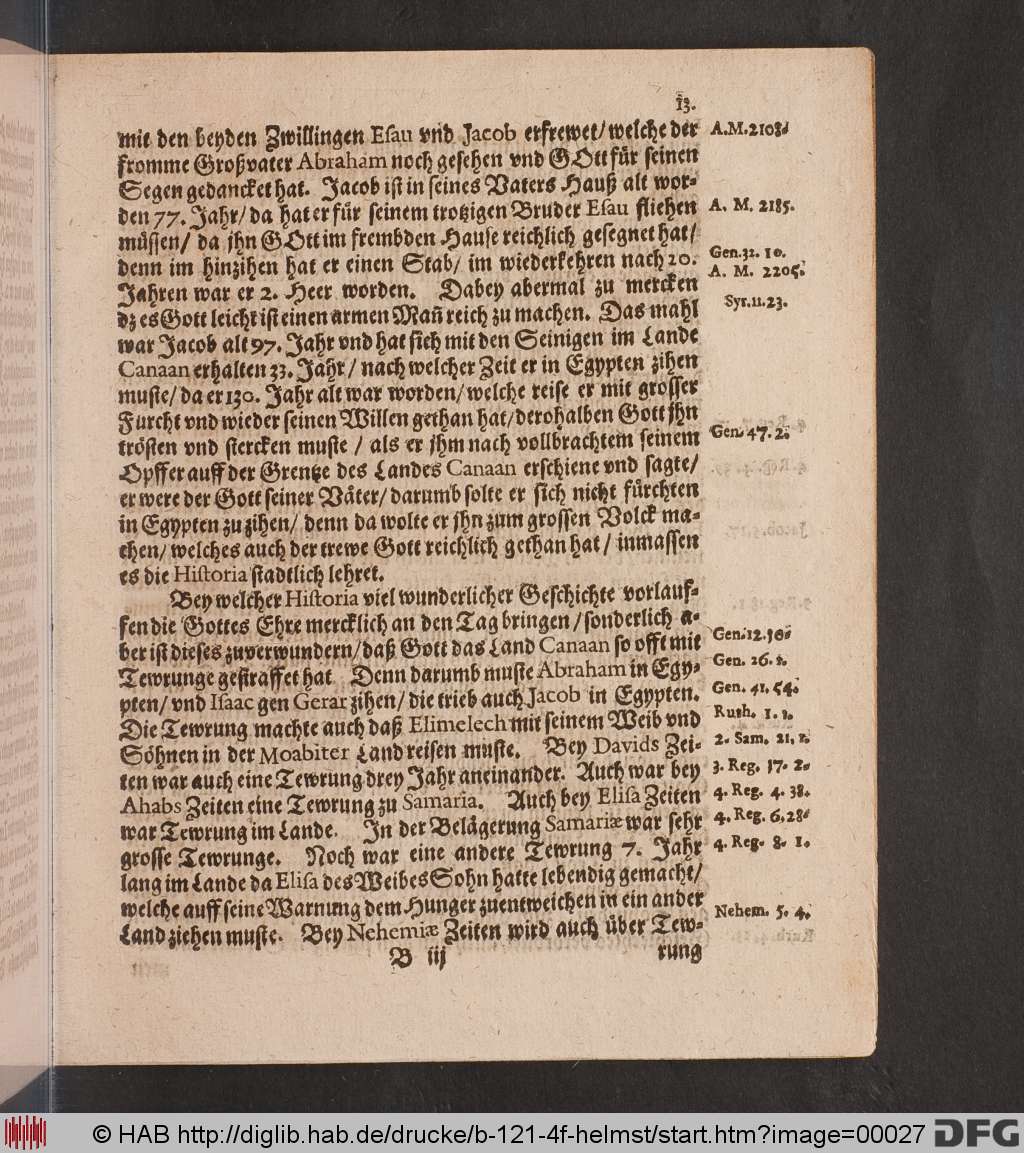 13.
mit den beyden Zwillingen Esau vnd Jacob erfrewet/ welche der A.M.2108.
fromme Großvater Abraham noch gesehen vnd GOtt für seinen
Segen gedancket hat. Jacob ist in seines Vaters Hauß alt wor-
den 77. Jahr/ da hat er für seinem trotzigen Bruder Esau fliehen A. M. 2185.
müssen/ da jhn GOtt im frembden Hause reichlich gesegnet hat/
denn im hinzihen hat er einen Stab/ im wiederkehren nach 20. Gen.32. 10.
A. M. 2205.
Jahren war er 2. Heer worden. Dabey abermal zu mercken
dz es Gott leicht ist einen armen Mañ reich zu machen. Das mahl Syr.11.23.
war Jacob alt 97. Jahr vnd hat sich mit den Seinigen im Lande
Canaan erhalten 33. Jahr/ nach welcher Zeit er in Egypten zihen
muste/ da er 130. Jahr alt war worden/ welche reise er mit grosser
Furcht vnd wieder seinen Willen gethan hat/ derohalben Gott jhn
trösten vnd stercken muste / als er jhm nach vollbrachtem seinem Gen. 47. 2.
Opffer auff der Grentze des Landes Canaan erschiene vnd sagte/
er were der Gott seiner Väter/ darumb solte er sich nicht fürchten
in Egypten zu zihen/ denn da wolte er jhn zum grossen Volck ma-
chen/ welches auch der trewe Gott reichlich gethan hat / inmassen
es die Historia stadtlich lehret.
Bey welcher Historia viel wunderlicher Geschichte vorlauf-
fen die Gottes Ehre mercklich an den Tag bringen / sonderlich a-
ber ist dieses zuverwundern/ daß Gott das Land Canaan so offt mit Gen. 12. 10.
Tewrunge gestraffet hat Denn darumb muste Abraham in Egy- Gen. 26. 1.
pten/ vnd Isaac gen Gerar zihen/ die trieb auch Jacob in Egypten. Gen. 41. 54.
Die Tewrung machte auch daß Elimelech mit seinem Weib vnd Ruth. 1. 1.
Söhnen in der Moabiter Land reisen muste. Bey Davids Zei- 2. Sam. 21, 1.
ten war auch eine Tewrung drey Jahr aneinander. Auch war bey 3. Reg. 17. 2.
Ahabs Zeiten eine Tewrung zu Samaria. Auch bey Elisa Zeiten 4. Reg. 4. 38.
war Tewrung im Lande. In der Belägerung Samariæ war sehr 4. Reg. 6, 28.
grosse Tewrunge. Noch war eine andere Tewrung 7. Jahr 4. Reg. 8. 1.
lang im Lande da Elisa des Weibes Sohn hatte lebendig gemacht/
welche auff seine Warnung dem Hunger zuentweichen in ein ander Nehem. 5. 4.
Land ziehen muste. Bey Nehemiæ Zeiten wird auch über Tew-
B iij rung
© HAB http://diglib.hab.de/drucke/b-121-4f-helmst/start.htm?image=00027 DFG